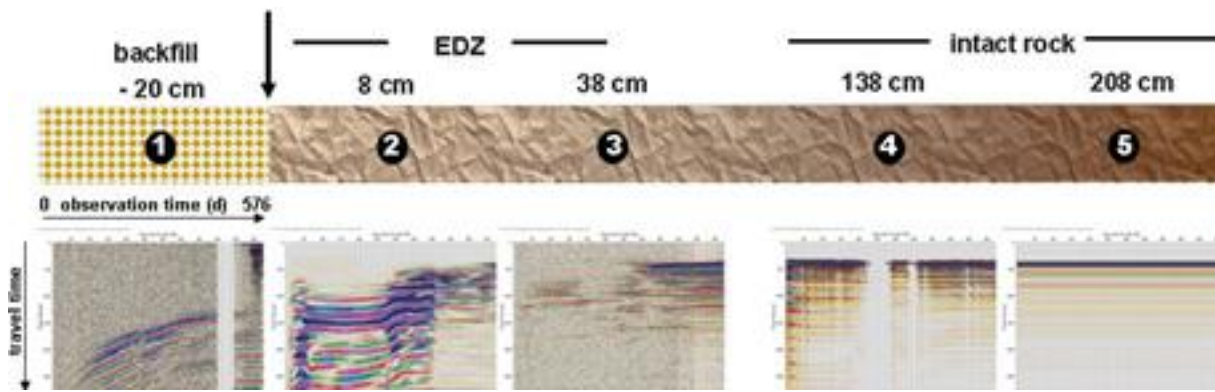 backfill
- 20 cm
EDZ
8 cm
38 cm
intact rock
138 cm
208 cm
1
2
3
4
5
0 observation time (d) 576
travel time